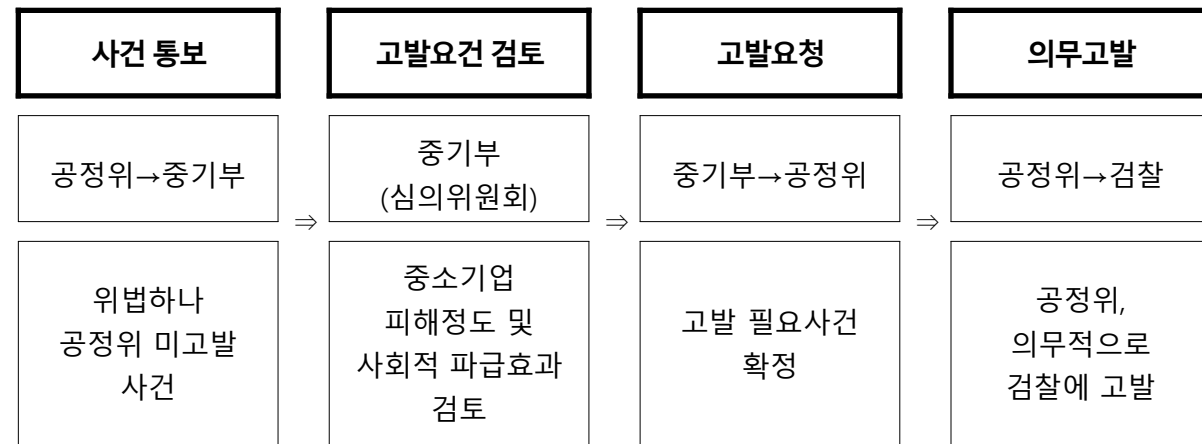 사건 통보
고발요건 검토
고발요청
의무고발
공정위→중기부
중기부
(심의위원회)
중기부→공정위
공정위→검찰
⇒
⇒
⇒
위법하나
공정위 미고발
사건
중소기업
피해정도 및
사회적 파급효과
검토
고발 필요사건
확정
공정위,
의무적으로
검찰에 고발